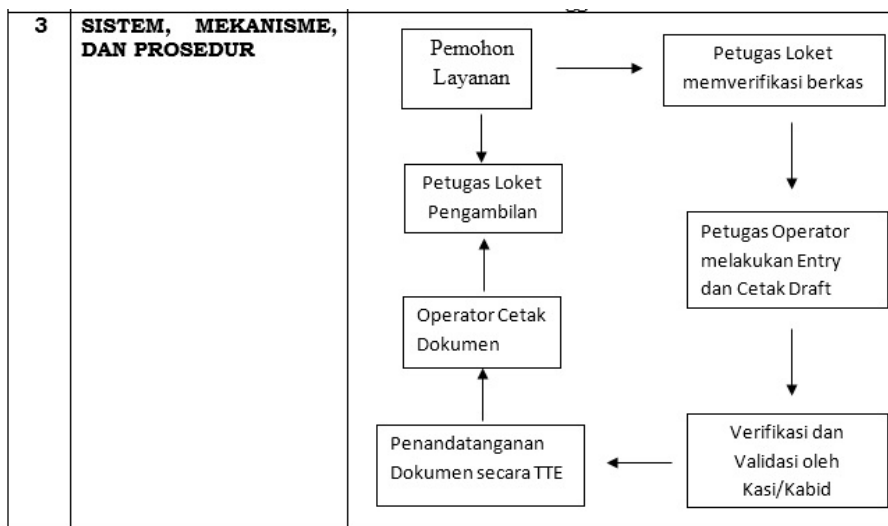 3 SISTEM, MEKANISME,
DAN PROSEDUR
Pemohon
Layanan
Petugas Loket
memverifikasi berkas
Petugas Operator
melakukan Entry
dan Cetak Draft
Verifikasi dan
Validasi oleh
Kasi/Kabid
Penandatanganan
Dokumen secara TTE
Operator Cetak
Dokumen
Petugas Loket
Pengambilan